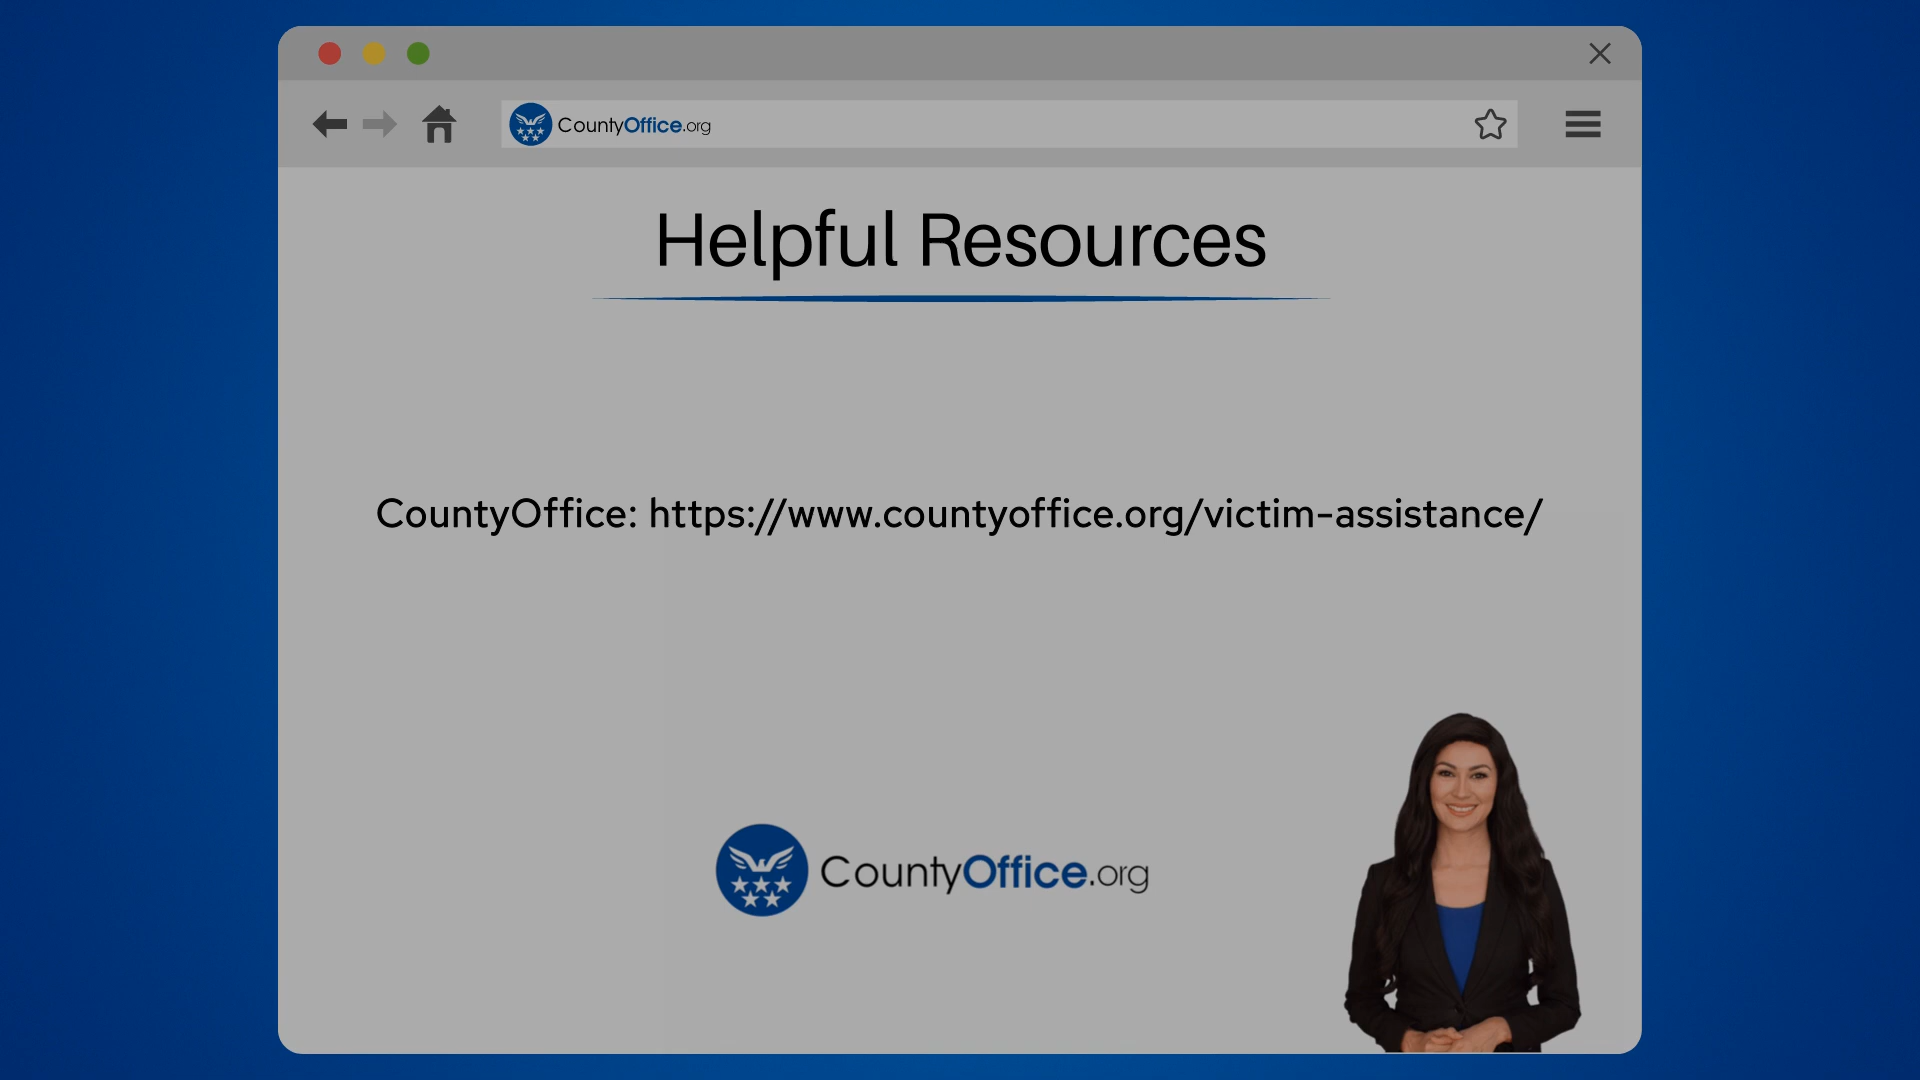 CountyOffice.org
Helpful Resources
CountyOffice: https://www.countyoffice.org/victim-assistance/
CountyOffice.org